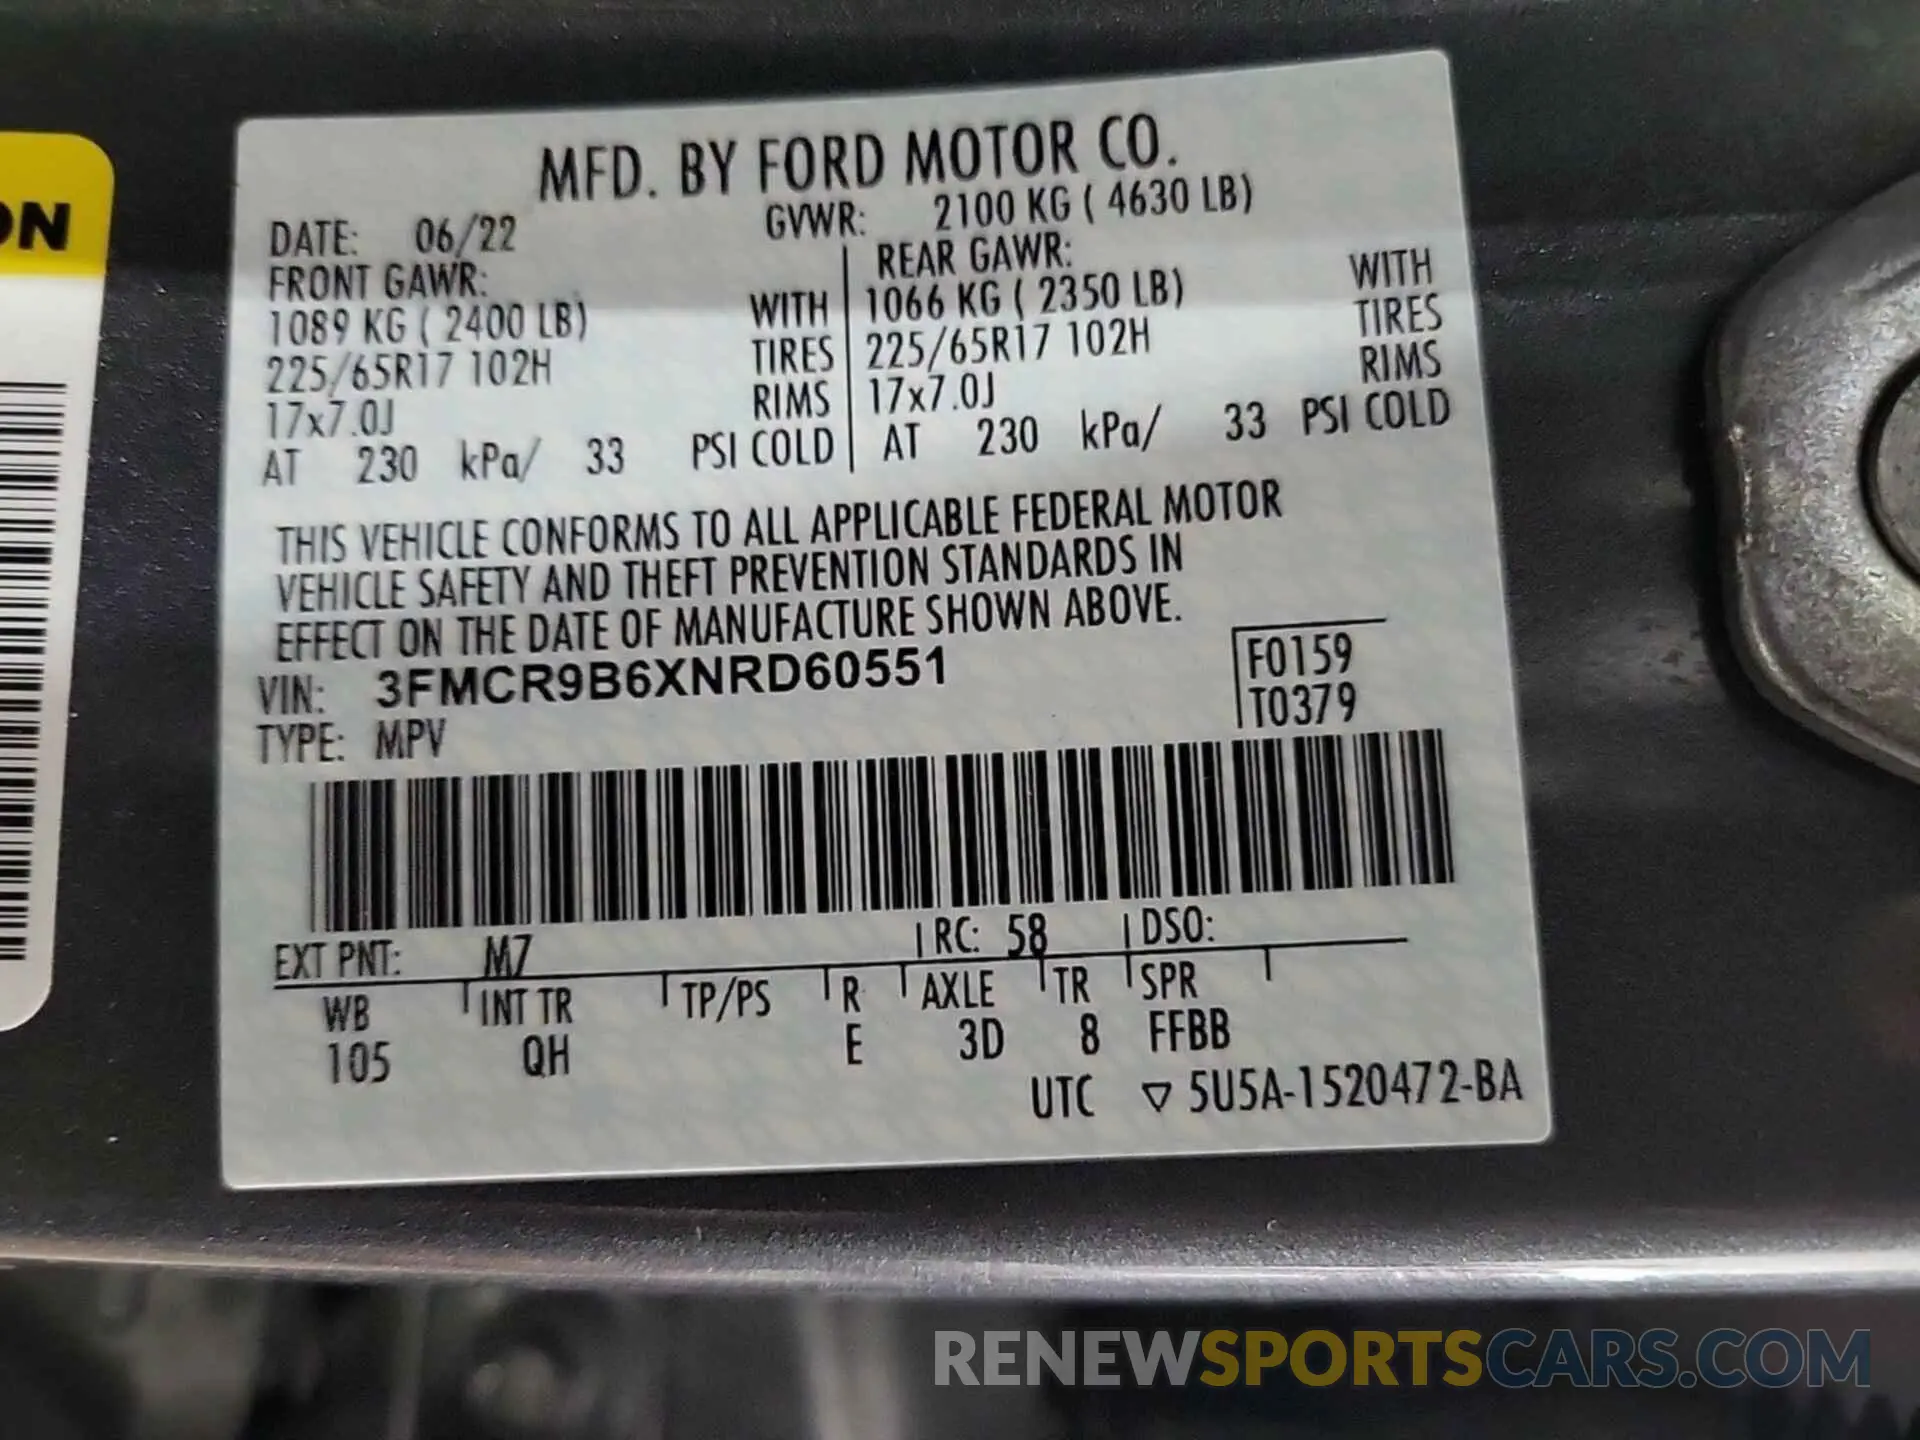 ON
MFD. BY FORD MOTOR CO.
DATE: 06/22 GVWR: 2100 KG ( 4630 LB)
FRONT GAWR: REAR GAWR:
1089 KG ( 2400 LB) WITH 1066 KG ( 2350 LB) WITH
225/65R17 102H TIRES 225/65R17 102H TIRES
17x7.0J RIMS 17x7.0J RIMS
AT 230 kPa/ 33 PSI COLD AT 230 kPa/ 33 PSI COLD
THIS VEHICLE CONFORMS TO ALL APPLICABLE FEDERAL MOTOR
VEHICLE SAFETY AND THEFT PREVENTION STANDARDS IN
EFFECT ON THE DATE OF MANUFACTURE SHOWN ABOVE.
VIN: 3FMCR9B6XNRD60551 F0159
TYPE: MPV T0379
EXT PNT: M7 RC: 58 DSO:
WB INT TR TP/PS R AXLE TR SPR
105 QH E 3D 8 FFBB
UTC ▽ 5U5A-1520472-BA
RENEWSPORTSCARS.COM